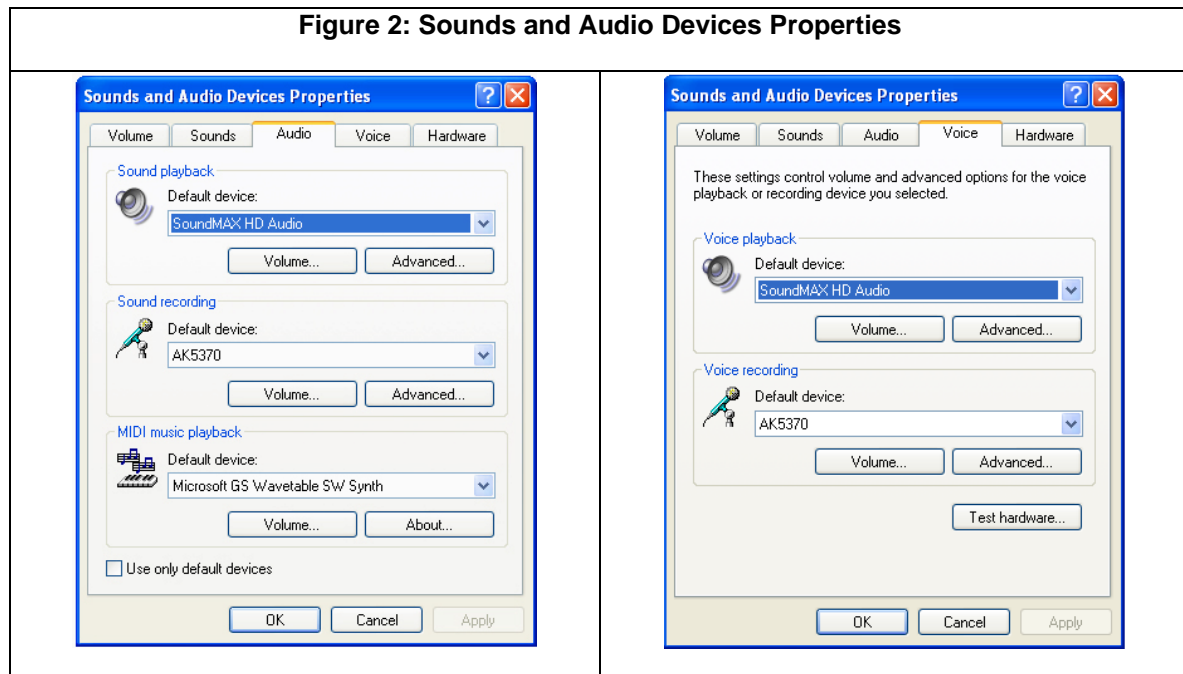 Figure 2: Sounds and Audio Devices Properties
Sounds and Audio Devices Properties
Volume Sounds Audio Voice Hardware
Sound playback
Default device:
SoundMAX HD Audio
Volume... Advanced...
Sound recording
Default device:
AK5370
Volume... Advanced...
MIDI music playback
Default device:
Microsoft GS Wavetable SW Synth
Volume... About...
Use only default devices
OK Cancel Apply
Sounds and Audio Devices Properties
Volume Sounds Audio Voice Hardware
These settings control volume and advanced options for the voice
playback or recording device you selected.
Voice playback
Default device:
SoundMAX HD Audio
Volume... Advanced...
Voice recording
Default device:
AK5370
Volume... Advanced...
Test hardware...
OK Cancel Apply